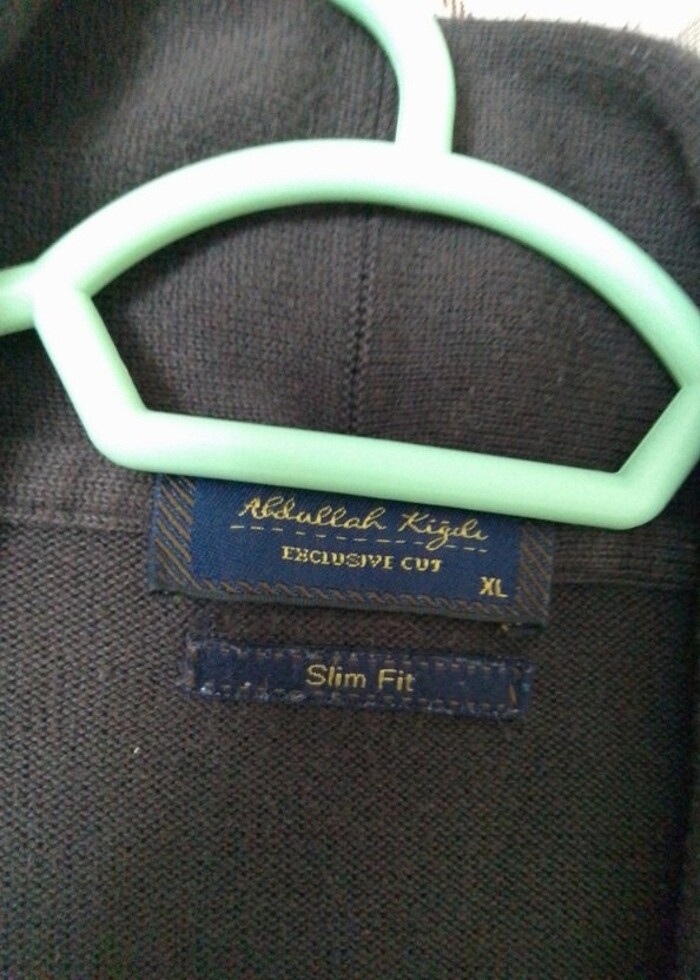 Abdullah Kiğılı
EXCLUSIVE CUT
XL
Slim Fit